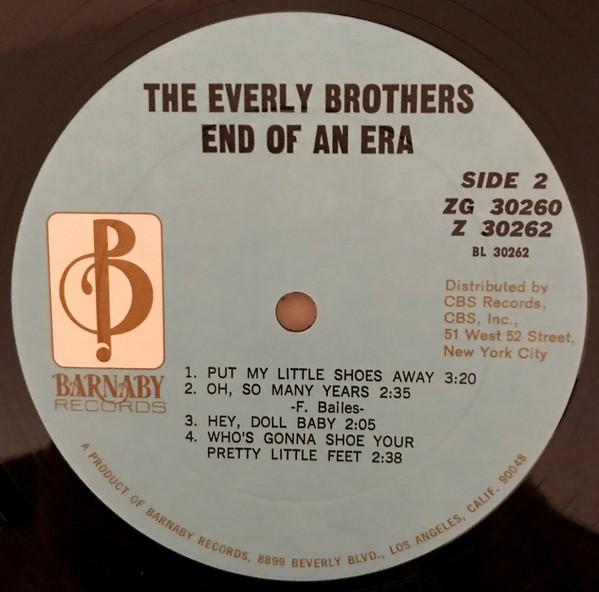 THE EVERLY BROTHERS
END OF AN ERA
SIDE 2
ZG 30260
Z 30262
BL 30262
B
BARNABY
RECORDS
Distributed by
CBS Records,
CBS, Inc.,
51 West 52 Street,
New York City
1. PUT MY LITTLE SHOES AWAY 3:20
2. OH, SO MANY YEARS 2:35
-F. Bailes-
3. HEY, DOLL BABY 2:05
4. WHO'S GONNA SHOE YOUR
PRETTY LITTLE FEET 2:38
A PRODUCT OF BARNABY RECORDS, 8899 BEVERLY BLVD., LOS ANGELES, CALIF. 90048